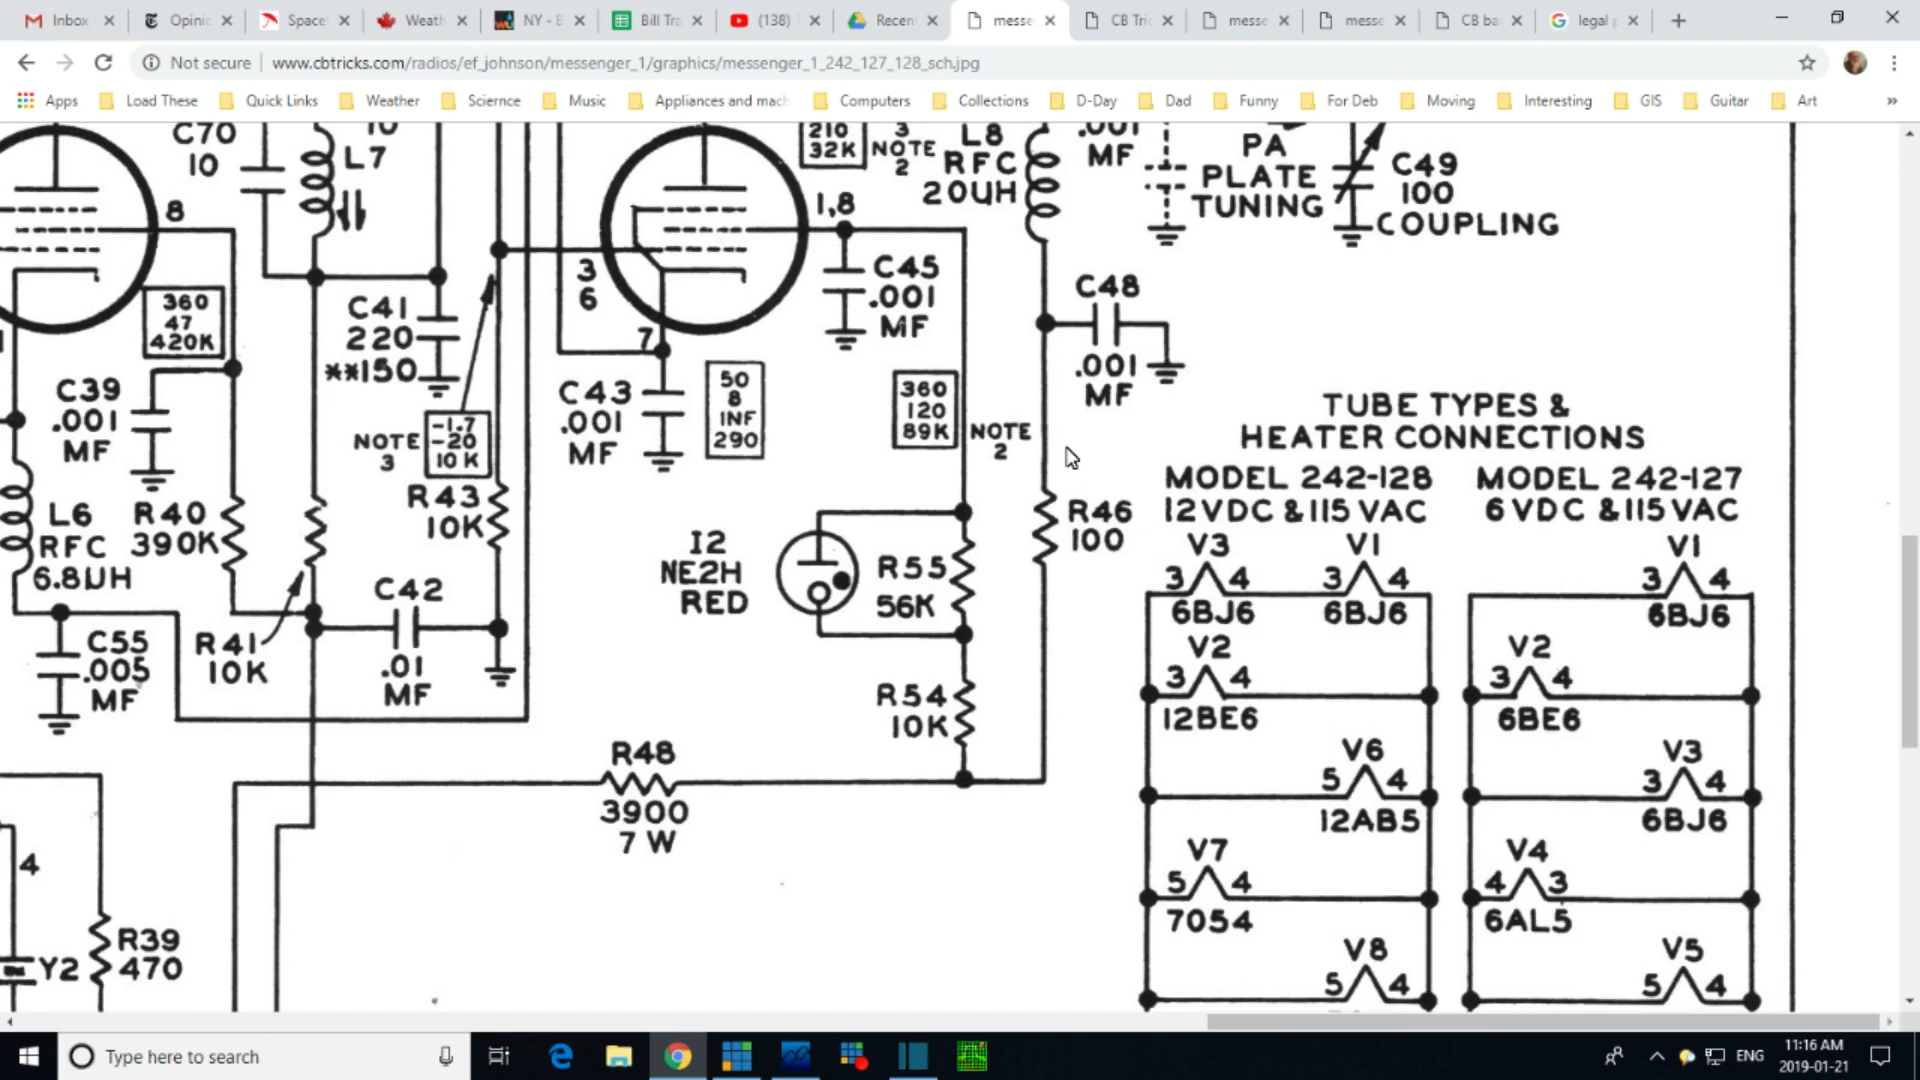 Inbox
Opinic
Space
Weath
NY - B
Bill Tra
(138)
Recen
messe
CB Tric
messe
messe
CB ba
legal p
Not secure
www.cbtricks.com/radios/ef_johnson/messenger_1/graphics/messenger_1_242_127_128_sch.jpg
Apps
Load These
Quick Links
Weather
Sciernce
Music
Appliances and mach
Computers
Collections
D-Day
Dad
Funny
For Deb
Moving
Interesting
GIS
Guitar
Art
»
C70
10
10
L7
8
360
47
420K
C39
.001
MF
C41
220
**150
NOTE
3
-1.7
-20
10 K
R43
10K
L6
RFC
6.8UH
R40
390K
C55
.005
MF
R41
10K
C42
.01
MF
3
6
7
1,8
210
32K
3
NOTE
2
L8
RFC
20UH
.001
MF
PA
PLATE
TUNING
C49
100
COUPLING
C45
.001
MF
C43
.001
MF
50
8
INF
290
360
120
89K
NOTE
2
C48
.001
MF
I2
NE2H
RED
R55
56K
R46
100
R54
10K
R48
3900
7 W
4
Y2
R39
470
TUBE TYPES &
HEATER CONNECTIONS
MODEL 242-128
12VDC & 115 VAC
V3
3 4
6BJ6
V1
3 4
6BJ6
V2
3 4
12BE6
V6
5 4
12AB5
V7
5 4
7054
V8
5 4
MODEL 242-127
6 VDC & 115 VAC
V1
3 4
6BJ6
V2
3 4
6BE6
V3
3 4
6BJ6
V4
4 3
6AL5
V5
5 4
Type here to search
ENG
11:16 AM
2019-01-21